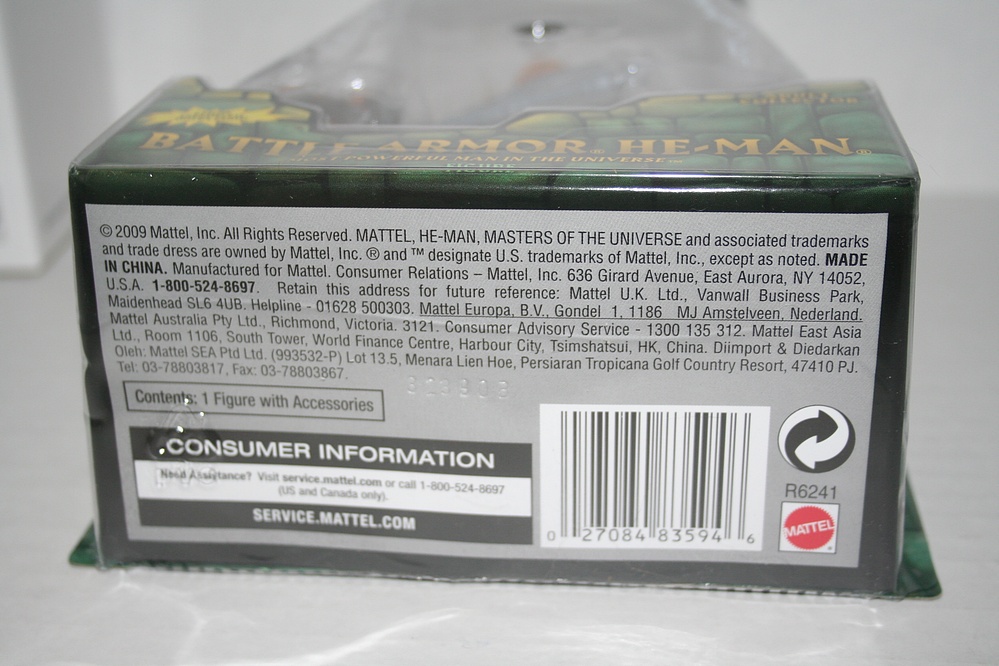 COLLECTOR
BATTLE ARMOR® HE-MAN®
MOST POWERFUL MAN IN THE UNIVERSE™
© 2009 Mattel, Inc. All Rights Reserved. MATTEL, HE-MAN, MASTERS OF THE UNIVERSE and associated trademarks
and trade dress are owned by Mattel, Inc. ® and ™ designate U.S. trademarks of Mattel, Inc., except as noted. MADE
IN CHINA. Manufactured for Mattel. Consumer Relations – Mattel, Inc. 636 Girard Avenue, East Aurora, NY 14052,
U.S.A. 1-800-524-8697. Retain this address for future reference: Mattel U.K. Ltd., Vanwall Business Park,
Maidenhead SL6 4UB. Helpline - 01628 500303. Mattel Europa, B.V., Gondel 1, 1186 MJ Amstelveen, Nederland.
Mattel Australia Pty Ltd., Richmond, Victoria. 3121. Consumer Advisory Service - 1300 135 312. Mattel East Asia
Ltd., Room 1106, South Tower, World Finance Centre, Harbour City, Tsimshatsui, HK, China. Diimport & Diedarkan
Oleh: Mattel SEA Ptd Ltd. (993532-P) Lot 13.5, Menara Lien Hoe, Persiaran Tropicana Golf Country Resort, 47410 PJ.
Tel: 03-78803817, Fax: 03-78803867.
Contents: 1 Figure with Accessories
CONSUMER INFORMATION
Need Assistance? Visit service.mattel.com or call 1-800-524-8697
(US and Canada only).
SERVICE.MATTEL.COM
0 27084 83594 6
R6241
MATTEL